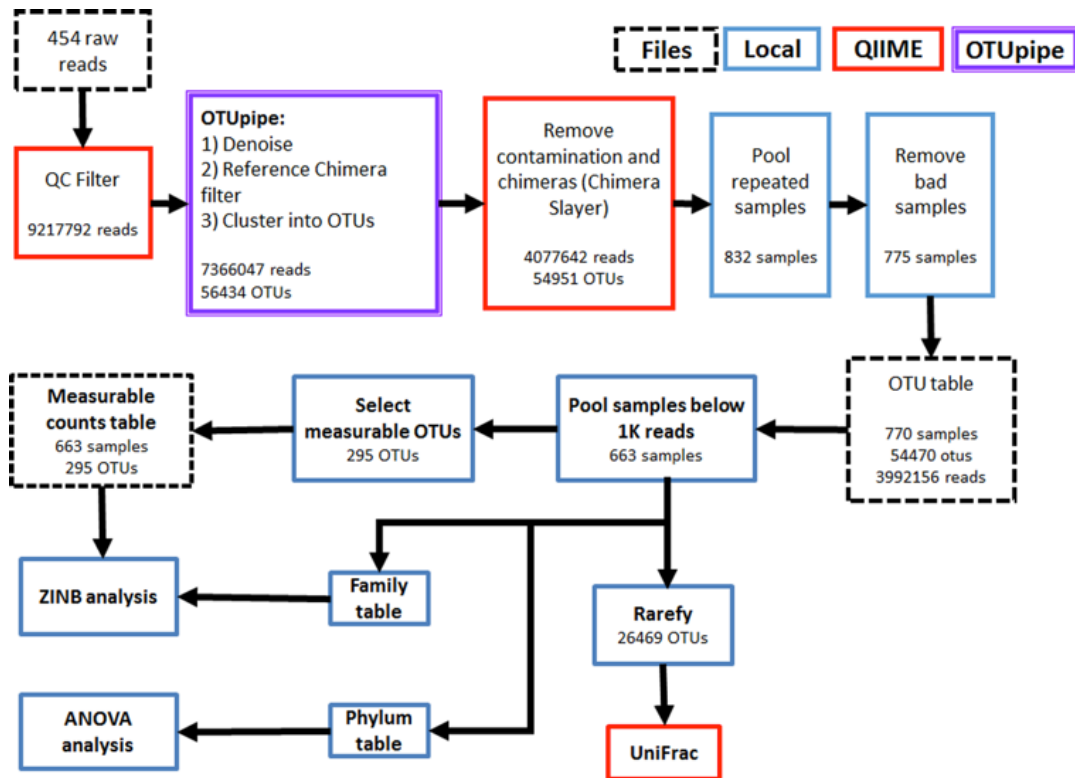 454 raw
reads
Files
Local
QIIME
OTUpipe
QC Filter
9217792 reads
OTUpipe:
1) Denoise
2) Reference Chimera
filter
3) Cluster into OTUs
7366047 reads
56434 OTUs
Remove
contamination and
chimeras (Chimera
Slayer)
4077642 reads
54951 OTUs
Pool
repeated
samples
832 samples
Remove
bad
samples
775 samples
OTU table
770 samples
54470 otus
3992156 reads
Pool samples below
1K reads
663 samples
Select
measurable OTUs
295 OTUs
Measurable
counts table
663 samples
295 OTUs
ZINB analysis
Family
table
Rarefy
26469 OTUs
ANOVA
analysis
Phylum
table
UniFrac